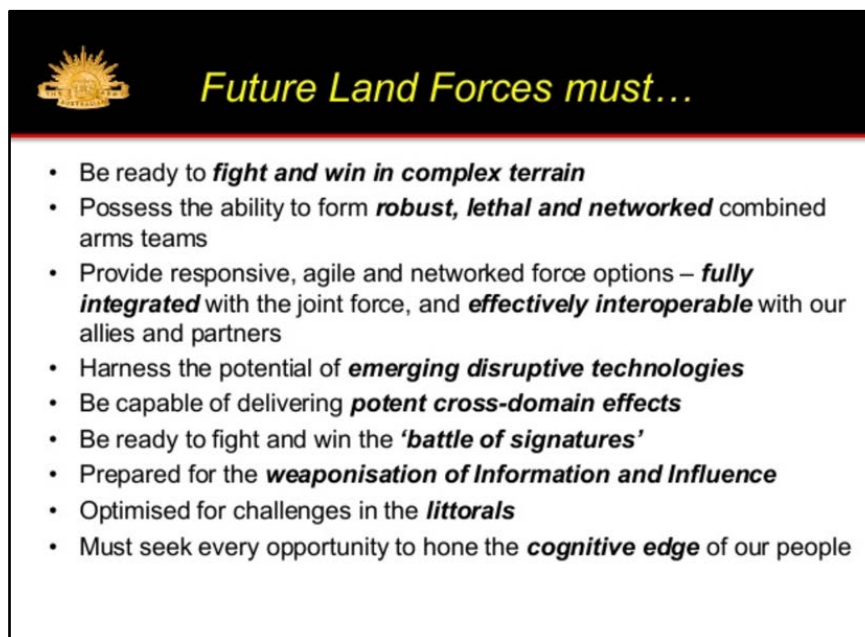 Future Land Forces must…
• Be ready to fight and win in complex terrain
• Possess the ability to form robust, lethal and networked combined
arms teams
• Provide responsive, agile and networked force options – fully
integrated with the joint force, and effectively interoperable with our
allies and partners
• Harness the potential of emerging disruptive technologies
• Be capable of delivering potent cross-domain effects
• Be ready to fight and win the ‘battle of signatures’
• Prepared for the weaponisation of Information and Influence
• Optimised for challenges in the littorals
• Must seek every opportunity to hone the cognitive edge of our people